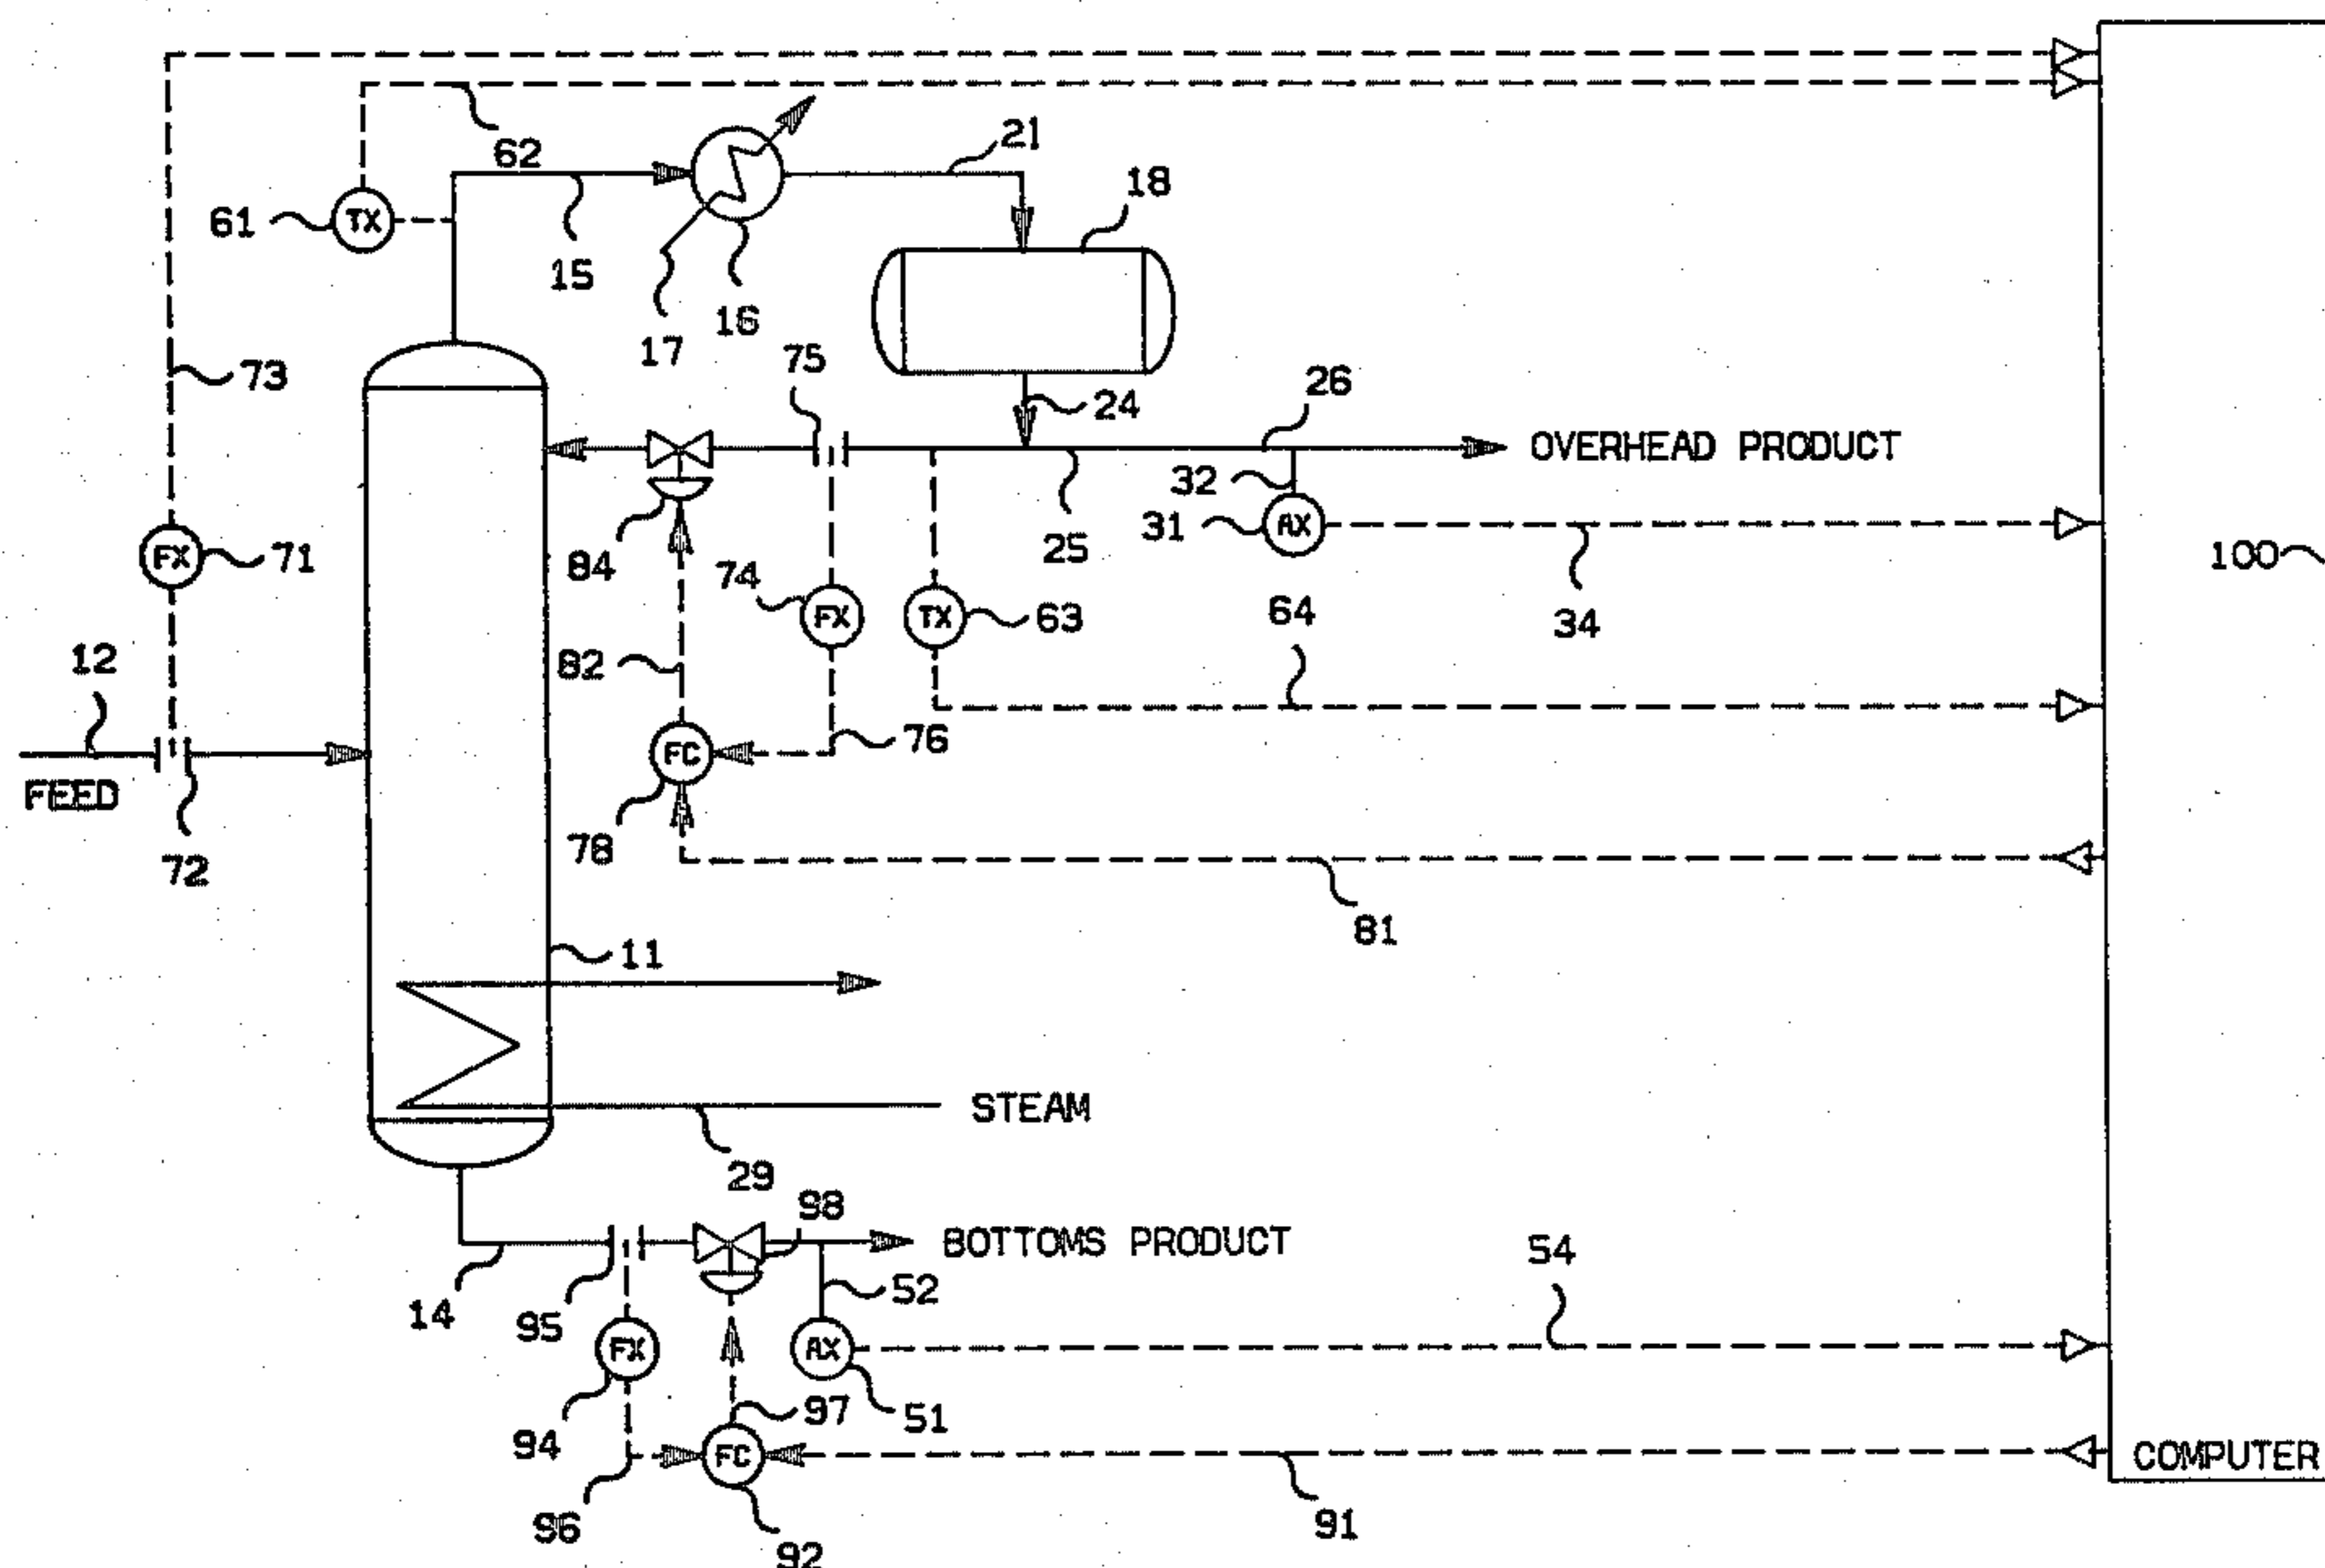 62
21
18
61
TX
15
16
17
75
73
24
26
OVERHEAD PRODUCT
32
31
AX
84
25
100
FX
71
74
FX
TX
63
64
34
12
82
FC
76
FEED
78
72
81
11
STEAM
29
98
BOTTOMS PRODUCT
54
14
95
52
FX
AX
97
51
94
FC
COMPUTER
96
91
92